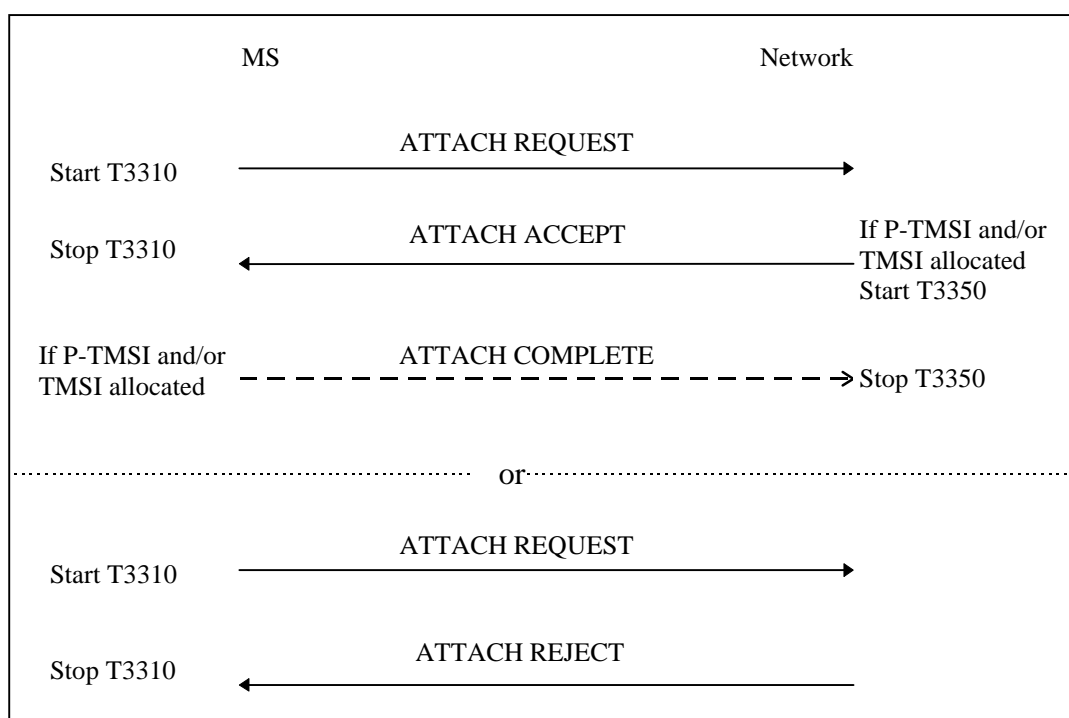 MS Network
ATTACH REQUEST
Start T3310
ATTACH ACCEPT
Stop T3310
If P-TMSI and/or
TMSI allocated
Start T3350
If P-TMSI and/or
TMSI allocated
ATTACH COMPLETE
Stop T3350
or
ATTACH REQUEST
Start T3310
ATTACH REJECT
Stop T3310